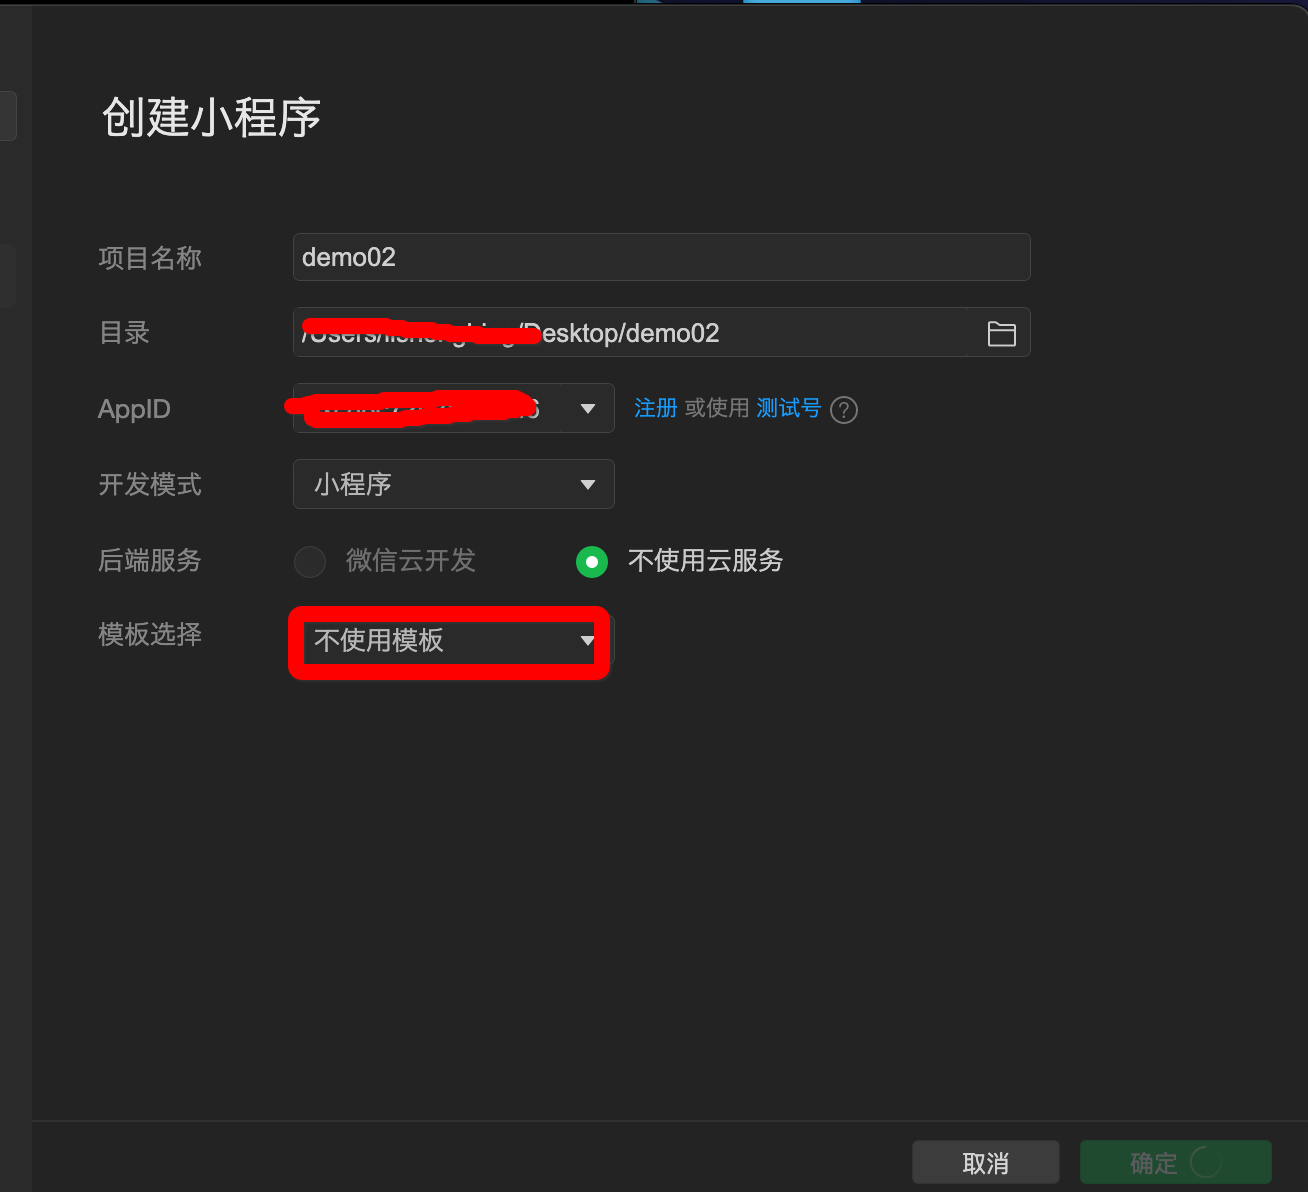 创建小程序
项目名称 demo02
目录 Desktop/demo02
AppID 注册 或使用 测试号 ?
开发模式 小程序
后端服务 微信云开发 不使用云服务
模板选择 不使用模板
取消 确定